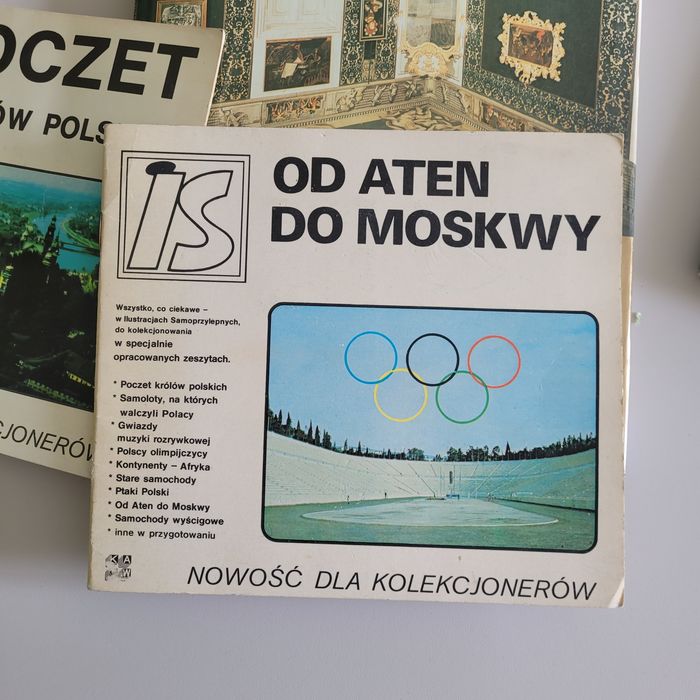 OCZET
ÓW POLS
CJONERÓW
iS
OD ATEN
DO MOSKWY
Wszystko, co ciekawe –
w Ilustracjach Samoprzylepnych,
do kolekcjonowania
w specjalnie
opracowanych zeszytach.
* Poczet królów polskich
* Samoloty, na których
walczyli Polacy
* Gwiazdy
muzyki rozrywkowej
* Polscy olimpijczycy
* Kontynenty – Afryka
* Stare samochody
* Ptaki Polski
* Od Aten do Moskwy
* Samochody wyścigowe
* inne w przygotowaniu
K A
W
NOWOŚĆ DLA KOLEKCJONERÓW